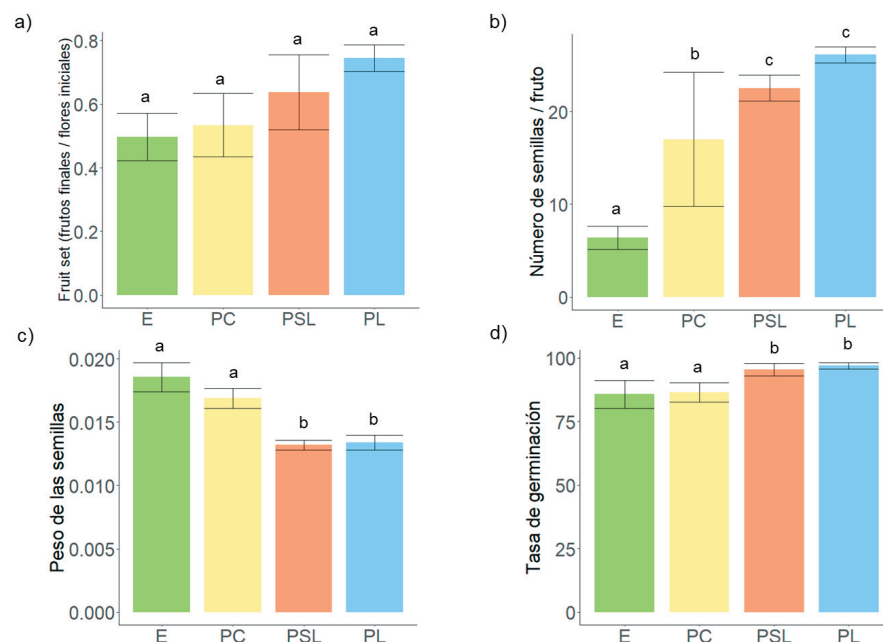 a)
Fruit set (frutos finales / flores iniciales)
0.8
0.6
0.4
0.2
0.0
a
a
a
a
E PC PSL PL
b)
Número de semillas / fruto
20
10
0
a
b
c
c
E PC PSL PL
c)
Peso de las semillas
0.020
0.015
0.010
0.005
0.000
a
a
b
b
E PC PSL PL
d)
Tasa de germinación
100
75
50
25
0
a
a
b
b
E PC PSL PL